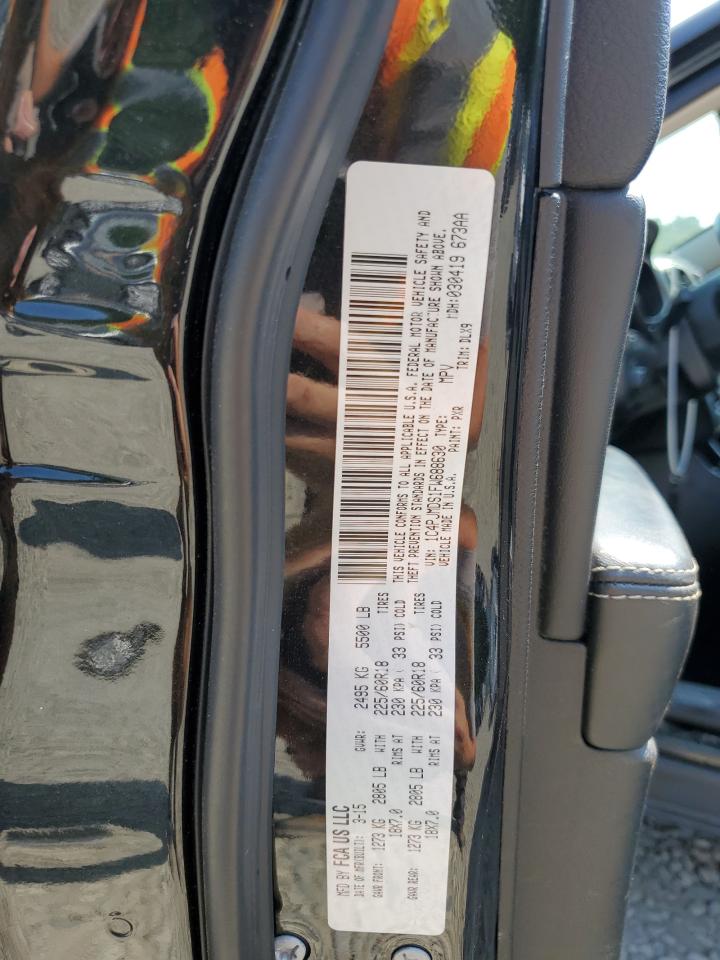 MFD BY FCA US LLC
DATE OF MFR(BUILT): 3-15 GVWR: 2495 KG 5500 LB
GAWR FRONT: 1273 KG 2805 LB WITH 225/60R18 TIRES
18X7.0 RIMS AT 230 KPA ( 33 PSI) COLD
GAWR REAR: 1273 KG 2805 LB WITH 225/60R18 TIRES
18X7.0 RIMS AT 230 KPA ( 33 PSI) COLD
THIS VEHICLE CONFORMS TO ALL APPLICABLE U.S.A. FEDERAL MOTOR VEHICLE SAFETY AND
THEFT PREVENTION STANDARDS IN EFFECT ON THE DATE OF MANUFACTURE SHOWN ABOVE.
VIN: 1C4PJMDS1FW688630 TYPE: MPV MDH:030419 673AA
VEHICLE MADE IN U.S.A. PAINT: PXR TRIM: DLX9